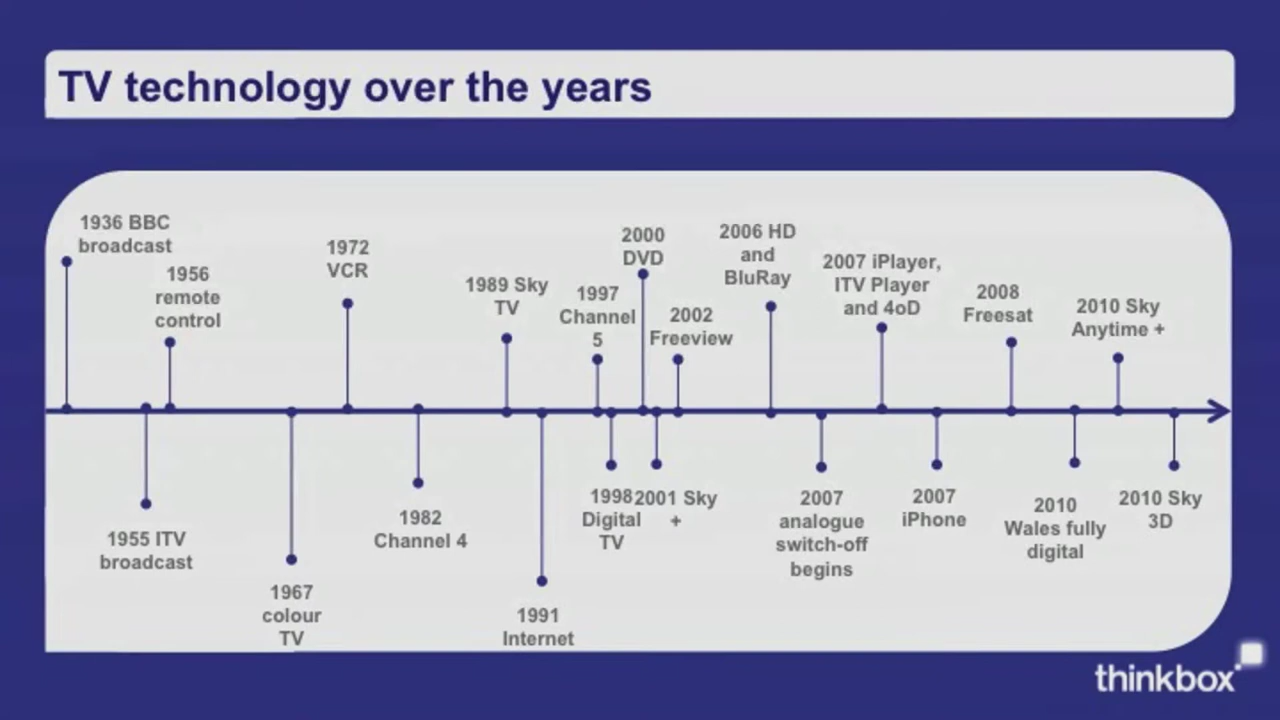 TV technology over the years
1936 BBC
broadcast
1955 ITV
broadcast
1956
remote
control
1967
colour
TV
1972
VCR
1982
Channel 4
1989 Sky
TV
1991
Internet
1997
Channel
5
1998
Digital
TV
2000
DVD
2001 Sky
+
2002
Freeview
2006 HD
and
BluRay
2007
analogue
switch-off
begins
2007 iPlayer,
ITV Player
and 4oD
2007
iPhone
2008
Freesat
2010
Wales fully
digital
2010 Sky
Anytime +
2010 Sky
3D
thinkbox